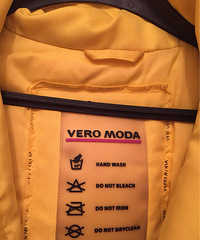 VERO MODA
HAND WASH
DO NOT BLEACH
DO NOT IRON
DO NOT DRYCLEAN